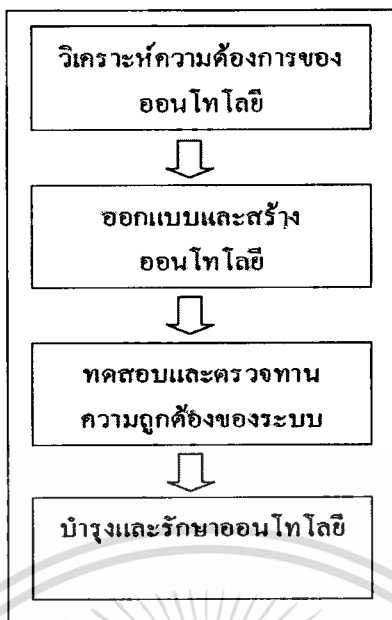 วิเคราะห์ความต้องการของ
ออนโทโลยี
ออกแบบและสร้าง
ออนโทโลยี
ทดสอบและตรวจทาน
ความถูกต้องของระบบ
บำรุงและรักษาออนโทโลยี